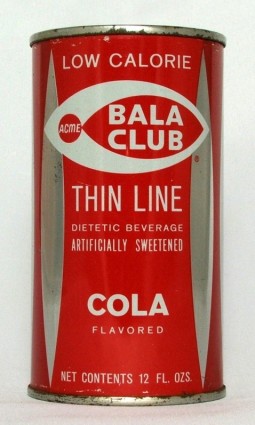 LOW CALORIE
ACME
BALA
CLUB
®
THIN LINE
DIETETIC BEVERAGE
ARTIFICIALLY SWEETENED
COLA
FLAVORED
NET CONTENTS 12 FL. OZS.